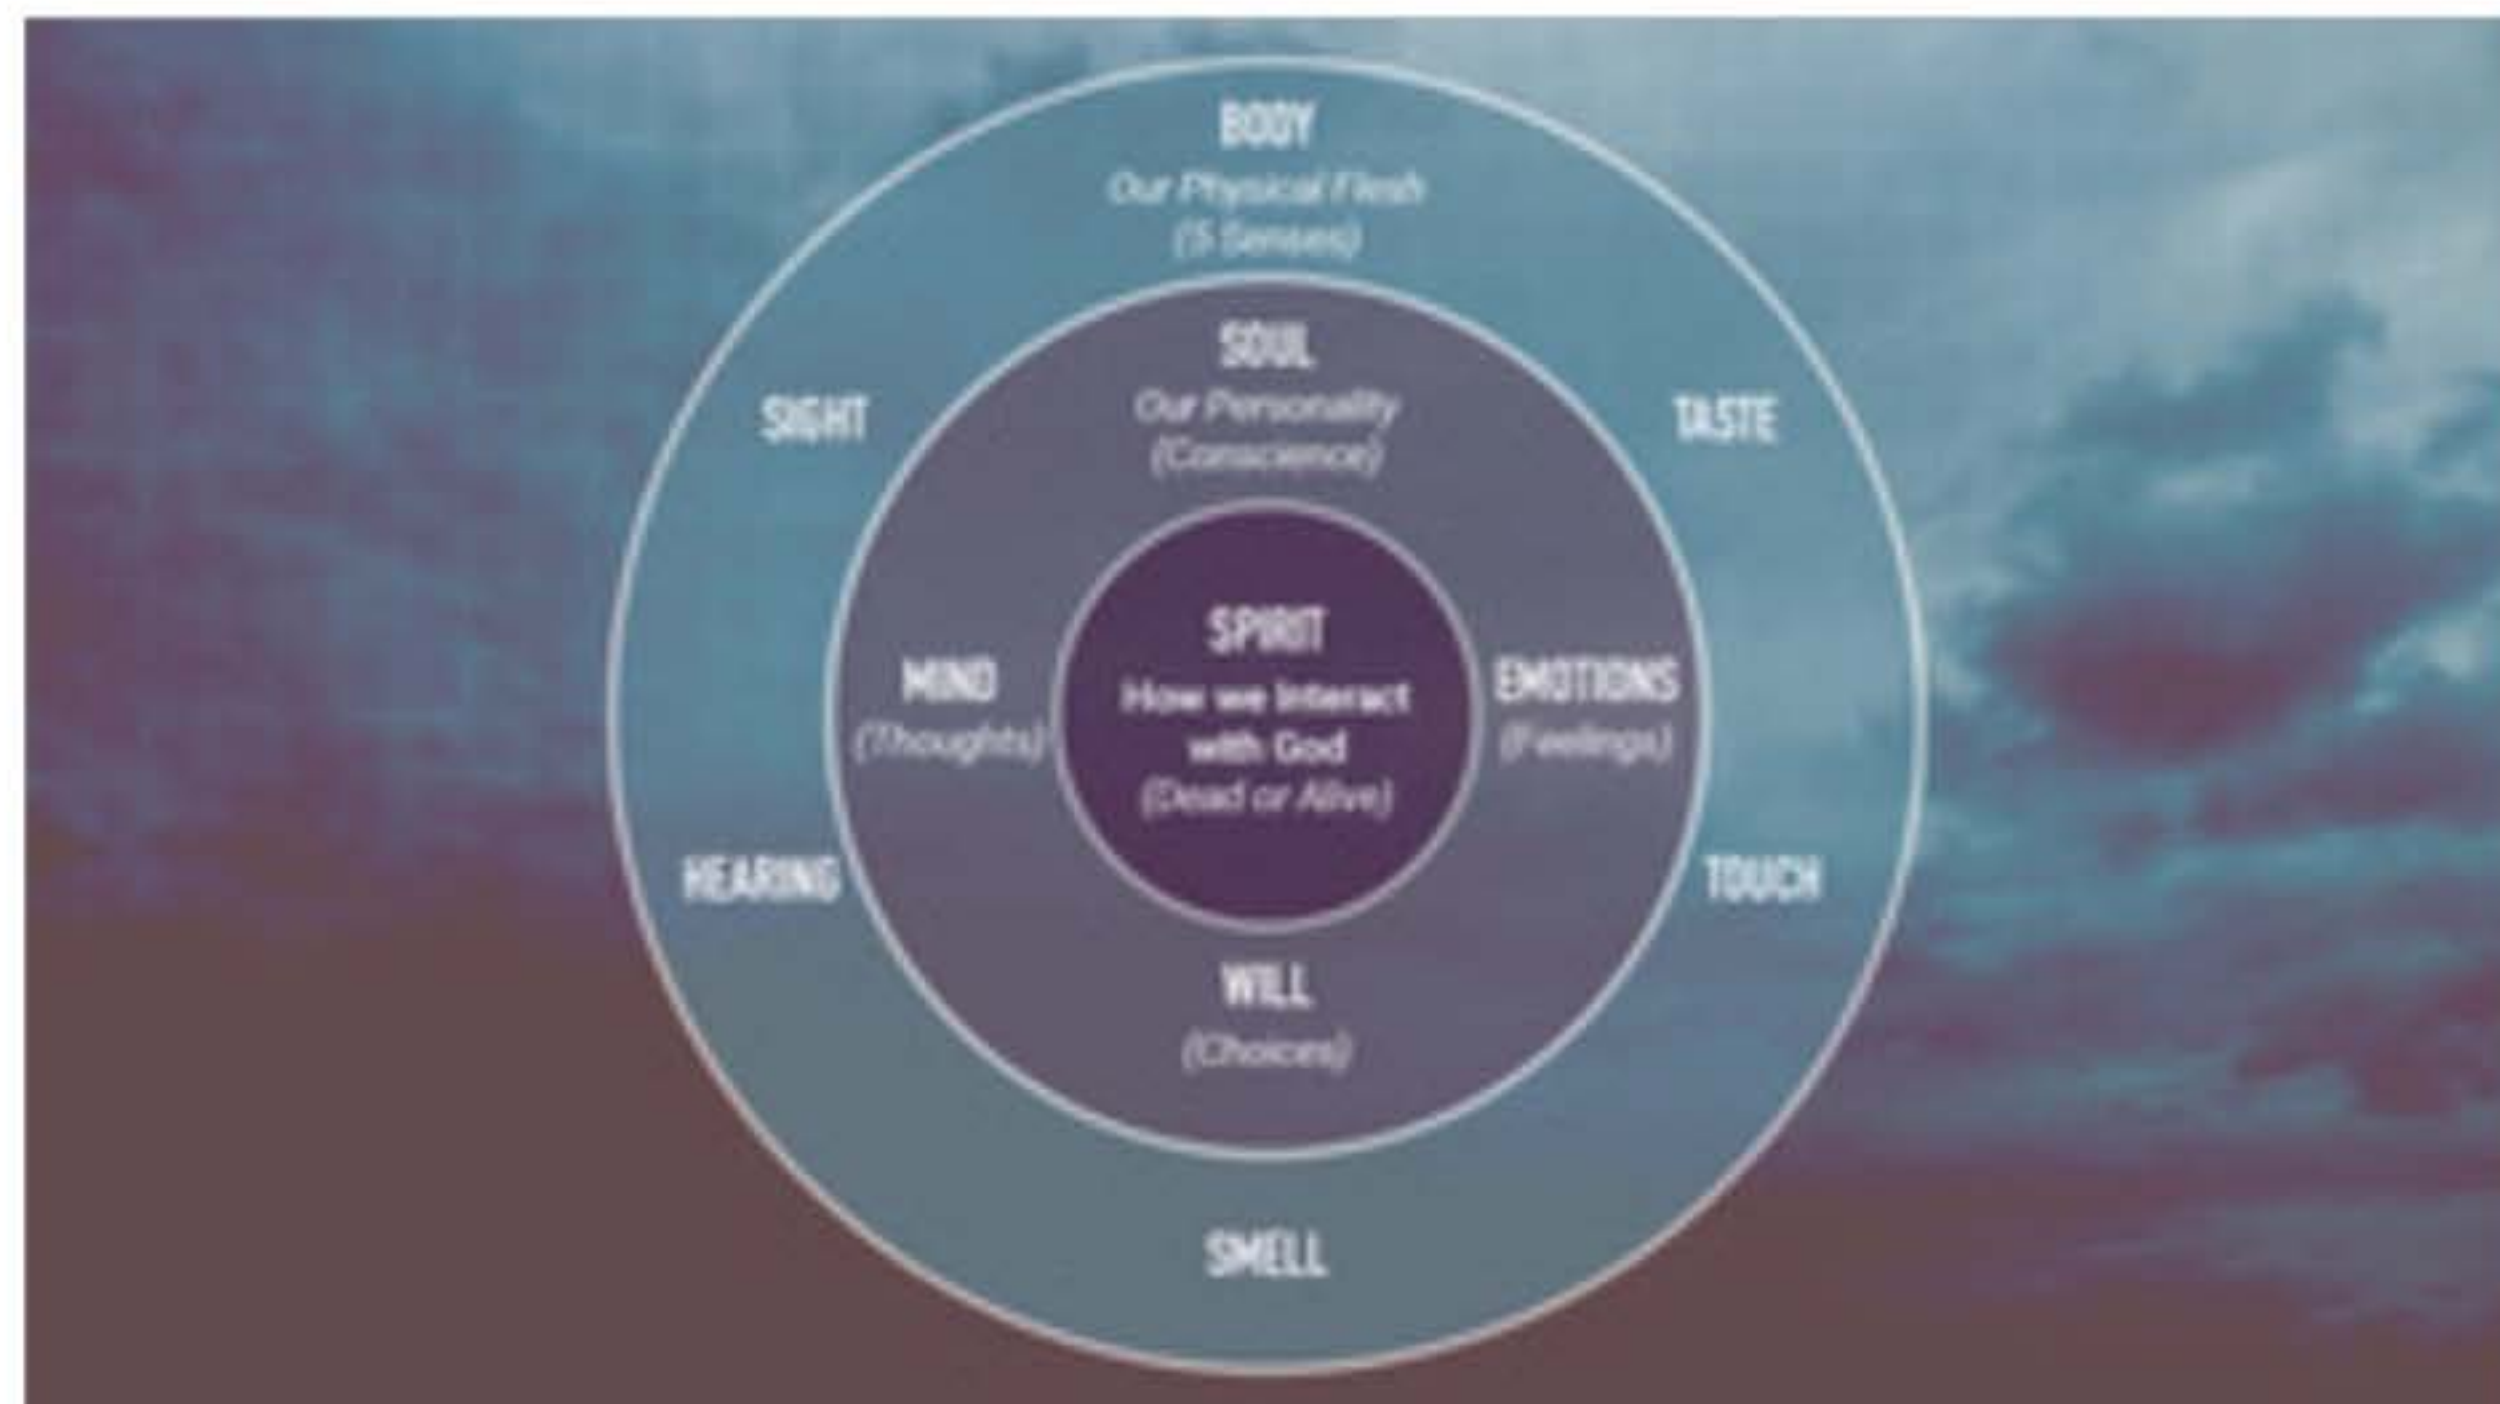 BODY
Our Physical Flesh
(5 Senses)
SOUL
Our Personality
(Conscience)
SIGHT
TASTE
SPIRIT
How we Interact
with God
(Dead or Alive)
MIND
(Thoughts)
EMOTIONS
(Feelings)
HEARING
TOUCH
WILL
(Choices)
SMELL